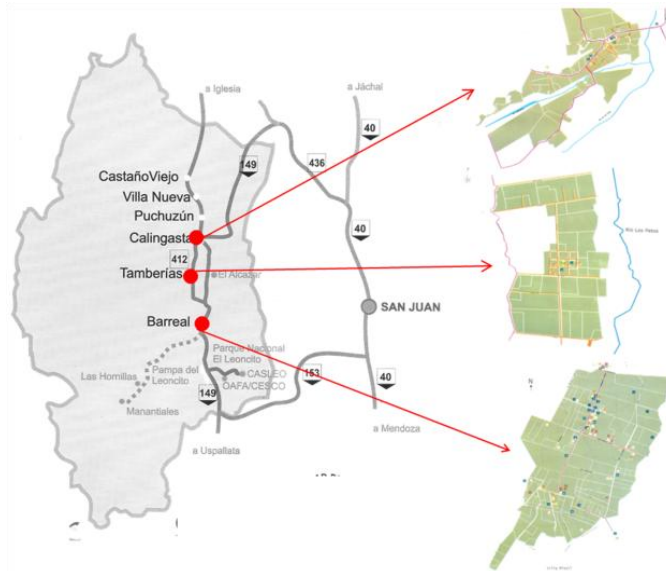 a Iglesia
a Jáchal
40
149
436
CastañoViejo
Villa Nueva
Puchuzún
Calingasta
40
412
Tamberías
El Alcázar
SAN JUAN
Barreal
Parque Nacional
El Leoncito
Las Hornillas
Pampa del
Leoncito
CASLEO
OAFA/CESCO
153
40
Manantiales
149
a Mendoza
a Uspallata
Río Los Patos
N